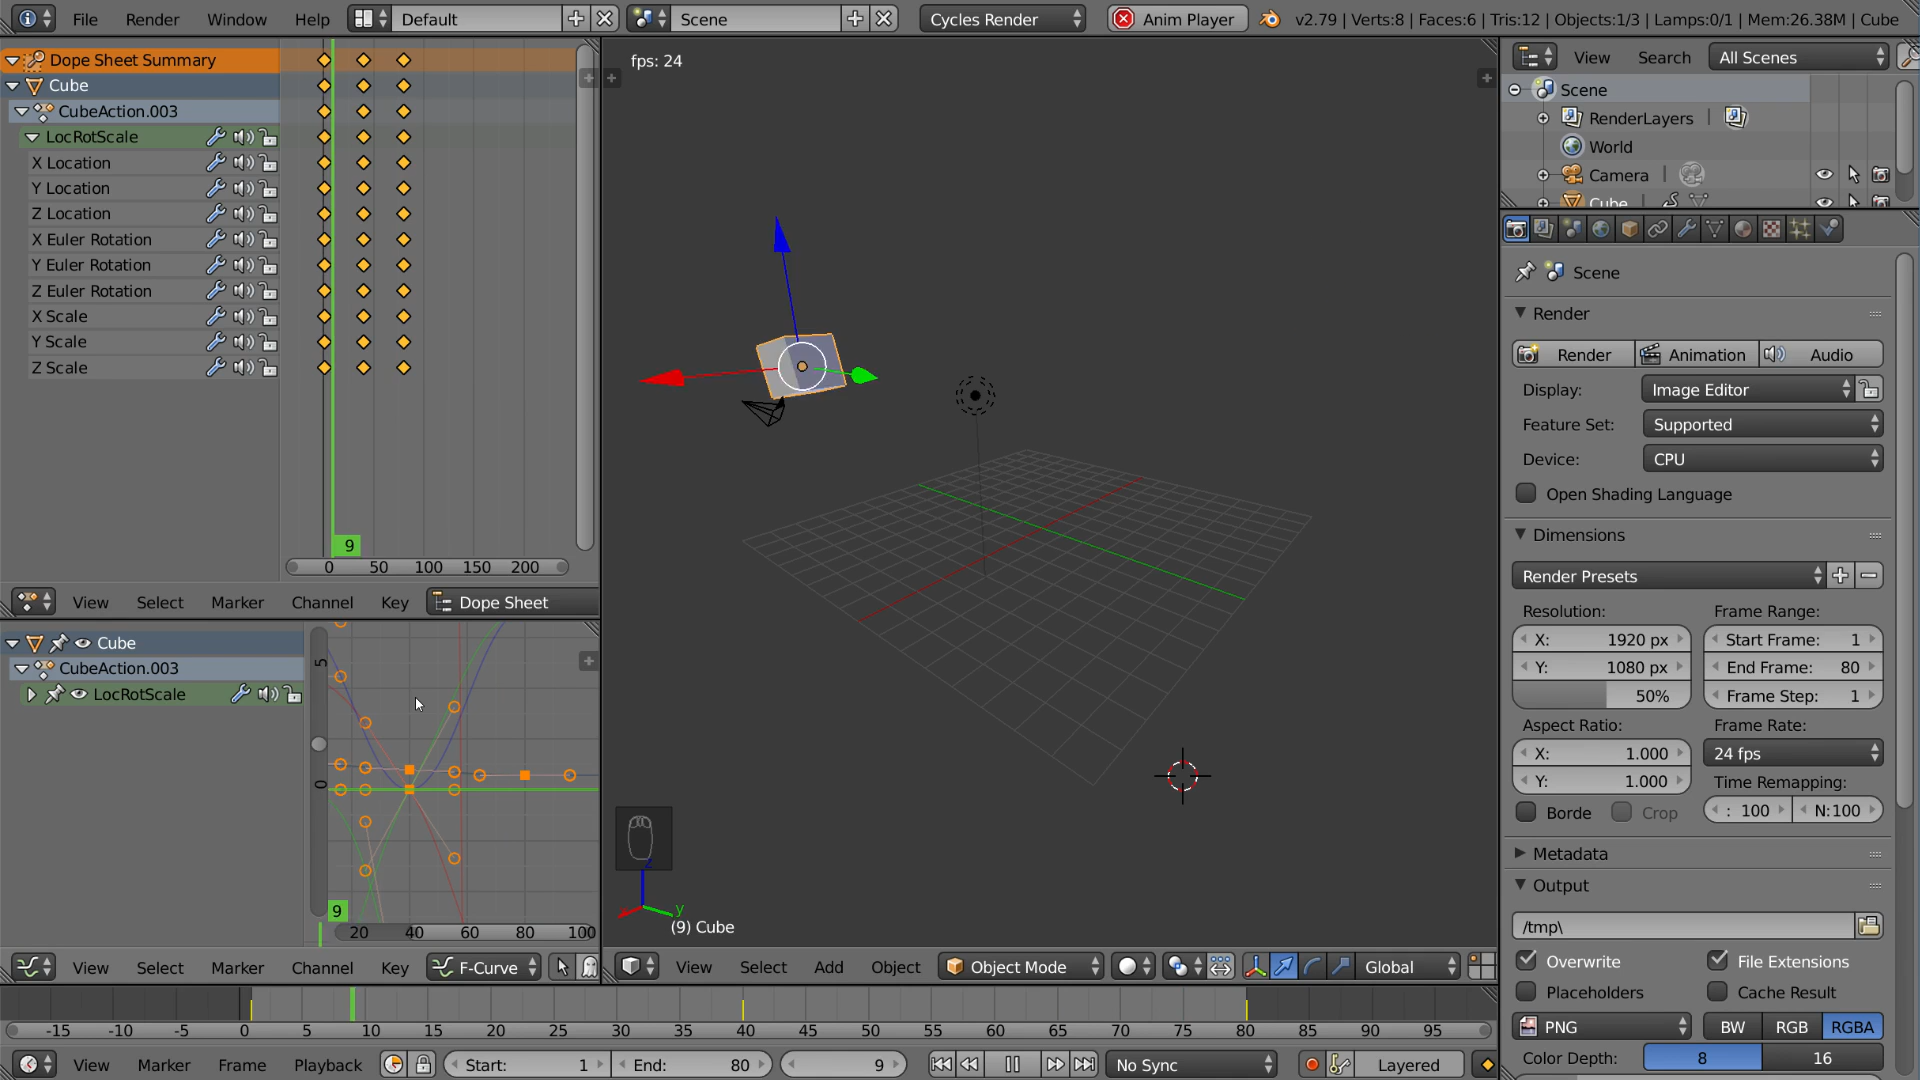 File Render Window Help Default Scene Cycles Render Anim Player v2.79 | Verts:8 | Faces:6 | Tris:12 | Objects:1/3 | Lamps:0/1 | Mem:26.38M | Cube
Dope Sheet Summary
Cube
CubeAction.003
LocRotScale
X Location
Y Location
Z Location
X Euler Rotation
Y Euler Rotation
Z Euler Rotation
X Scale
Y Scale
Z Scale
9
0 50 100 150 200
View Select Marker Channel Key Dope Sheet
Cube
CubeAction.003
LocRotScale
5
0
9
20 40 60 80 100
View Select Marker Channel Key F-Curve
fps: 24
z
x y
(9) Cube
View Select Add Object Object Mode Global
View Search All Scenes
Scene
RenderLayers
World
Camera
Cube
Scene
Render
Render Animation Audio
Display: Image Editor
Feature Set: Supported
Device: CPU
Open Shading Language
Dimensions
Render Presets
Resolution: Frame Range:
X: 1920 px Start Frame: 1
Y: 1080 px End Frame: 80
50% Frame Step: 1
Aspect Ratio: Frame Rate:
X: 1.000 24 fps
Y: 1.000 Time Remapping:
Borde Crop : 100 N:100
Metadata
Output
/tmp\
Overwrite File Extensions
Placeholders Cache Result
PNG BW RGB RGBA
Color Depth: 8 16
-15 -10 -5 0 5 10 15 20 25 30 35 40 45 50 55 60 65 70 75 80 85 90 95
View Marker Frame Playback Start: 1 End: 80 9 No Sync Layered